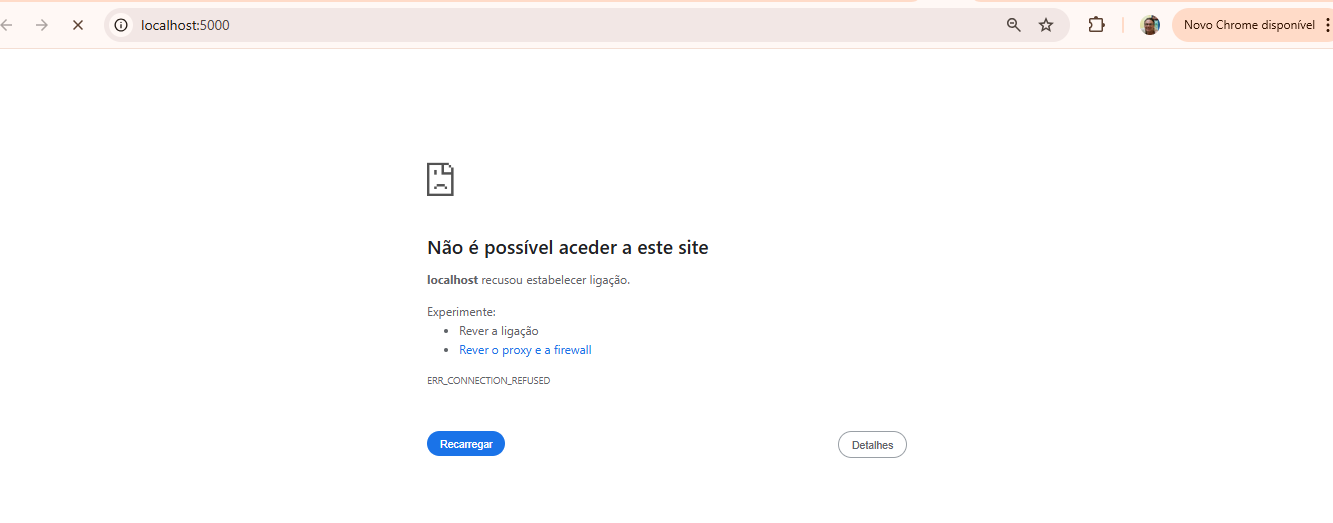 localhost:5000
Novo Chrome disponível
Não é possível aceder a este site
localhost recusou estabelecer ligação.
Experimente:
Rever a ligação
Rever o proxy e a firewall
ERR_CONNECTION_REFUSED
Recarregar
Detalhes